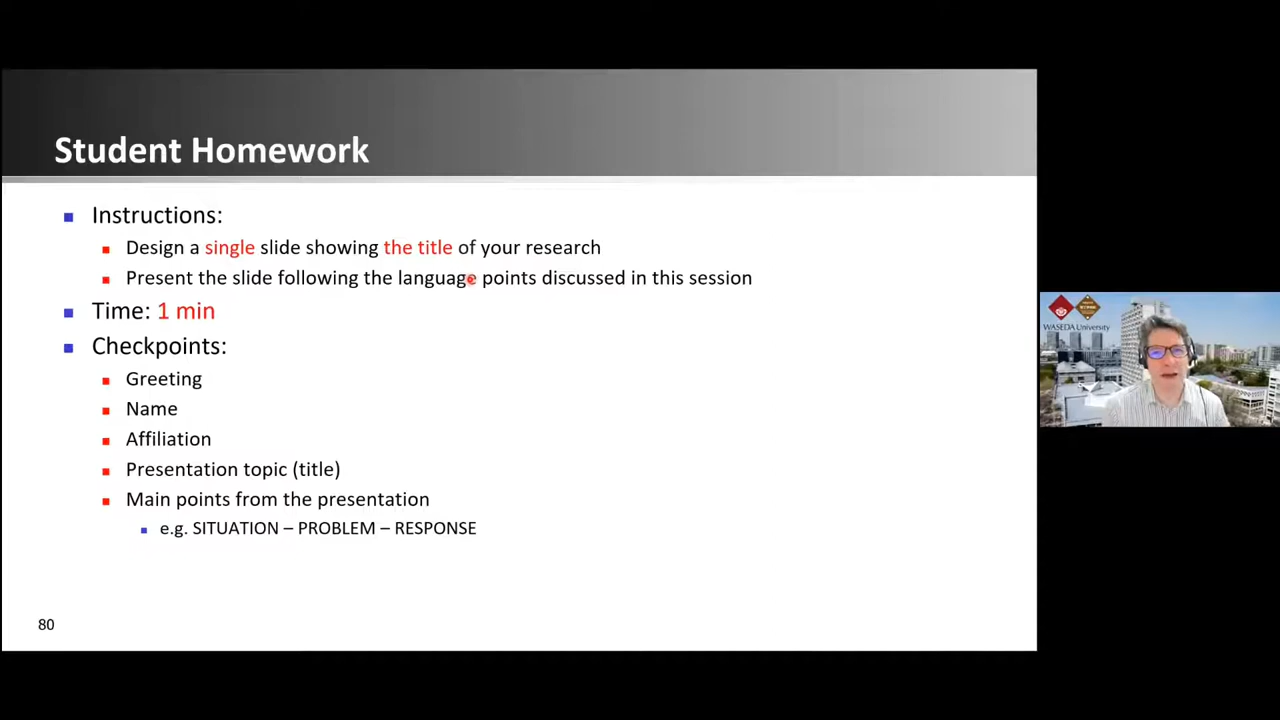 Student Homework
Instructions:
Design a single slide showing the title of your research
Present the slide following the language points discussed in this session
Time: 1 min
Checkpoints:
Greeting
Name
Affiliation
Presentation topic (title)
Main points from the presentation
e.g. SITUATION – PROBLEM – RESPONSE
80
WASEDA University